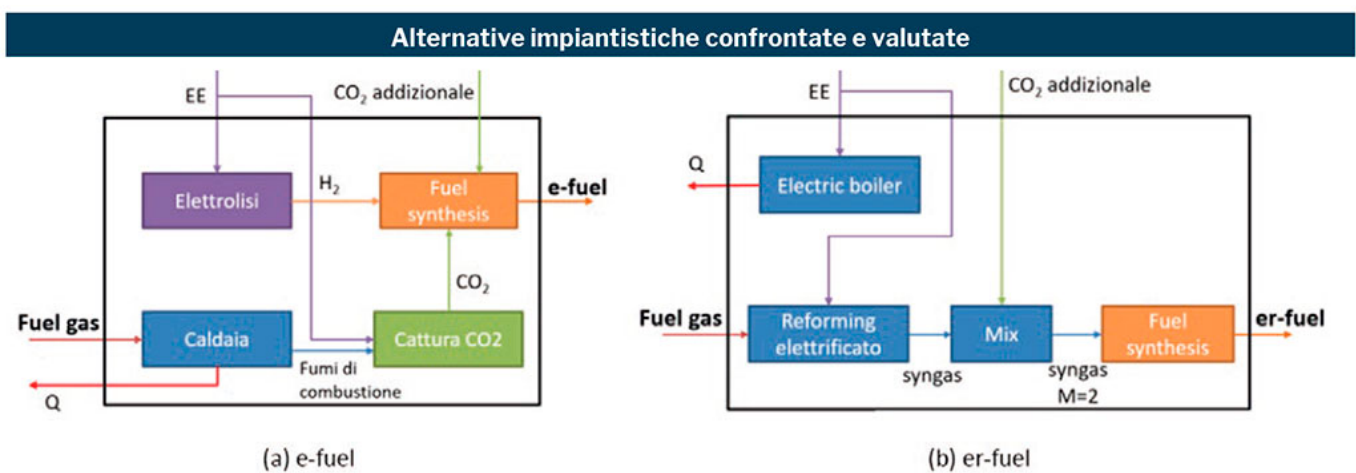 Alternative impiantistiche confrontate e valutate
EE
CO₂ addizionale
Elettrolisi
H₂
Fuel
synthesis
e-fuel
CO₂
Fuel gas
Caldaia
Cattura CO2
Fumi di
combustione
Q
(a) e-fuel
EE
CO₂ addizionale
Q
Electric boiler
Fuel gas
Reforming
elettrificato
Mix
Fuel
synthesis
er-fuel
syngas
syngas
M=2
(b) er-fuel